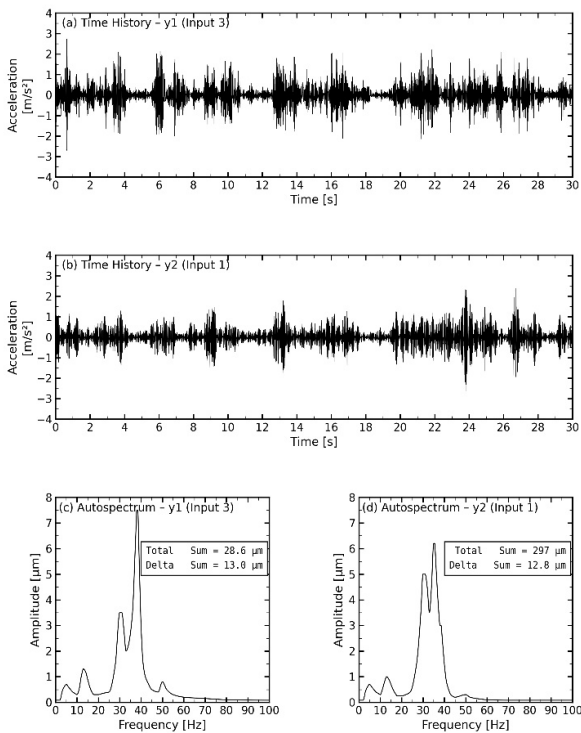 (a) Time History – y1 (Input 3)
4
3
2
1
0
−1
−2
−3
−4
Acceleration
[m/s²]
0 2 4 6 8 10 12 14 16 18 20 22 24 26 28 30
Time [s]
(b) Time History – y2 (Input 1)
4
3
2
1
0
−1
−2
−3
−4
Acceleration
[m/s²]
0 2 4 6 8 10 12 14 16 18 20 22 24 26 28 30
Time [s]
(c) Autospectrum – y1 (Input 3)
Total Sum = 28.6 μm
Delta Sum = 13.0 μm
8
7
6
5
4
3
2
1
0
Amplitude [μm]
0 10 20 30 40 50 60 70 80 90 100
Frequency [Hz]
(d) Autospectrum – y2 (Input 1)
Total Sum = 297 μm
Delta Sum = 12.8 μm
8
7
6
5
4
3
2
1
0
Amplitude [μm]
0 10 20 30 40 50 60 70 80 90 100
Frequency [Hz]